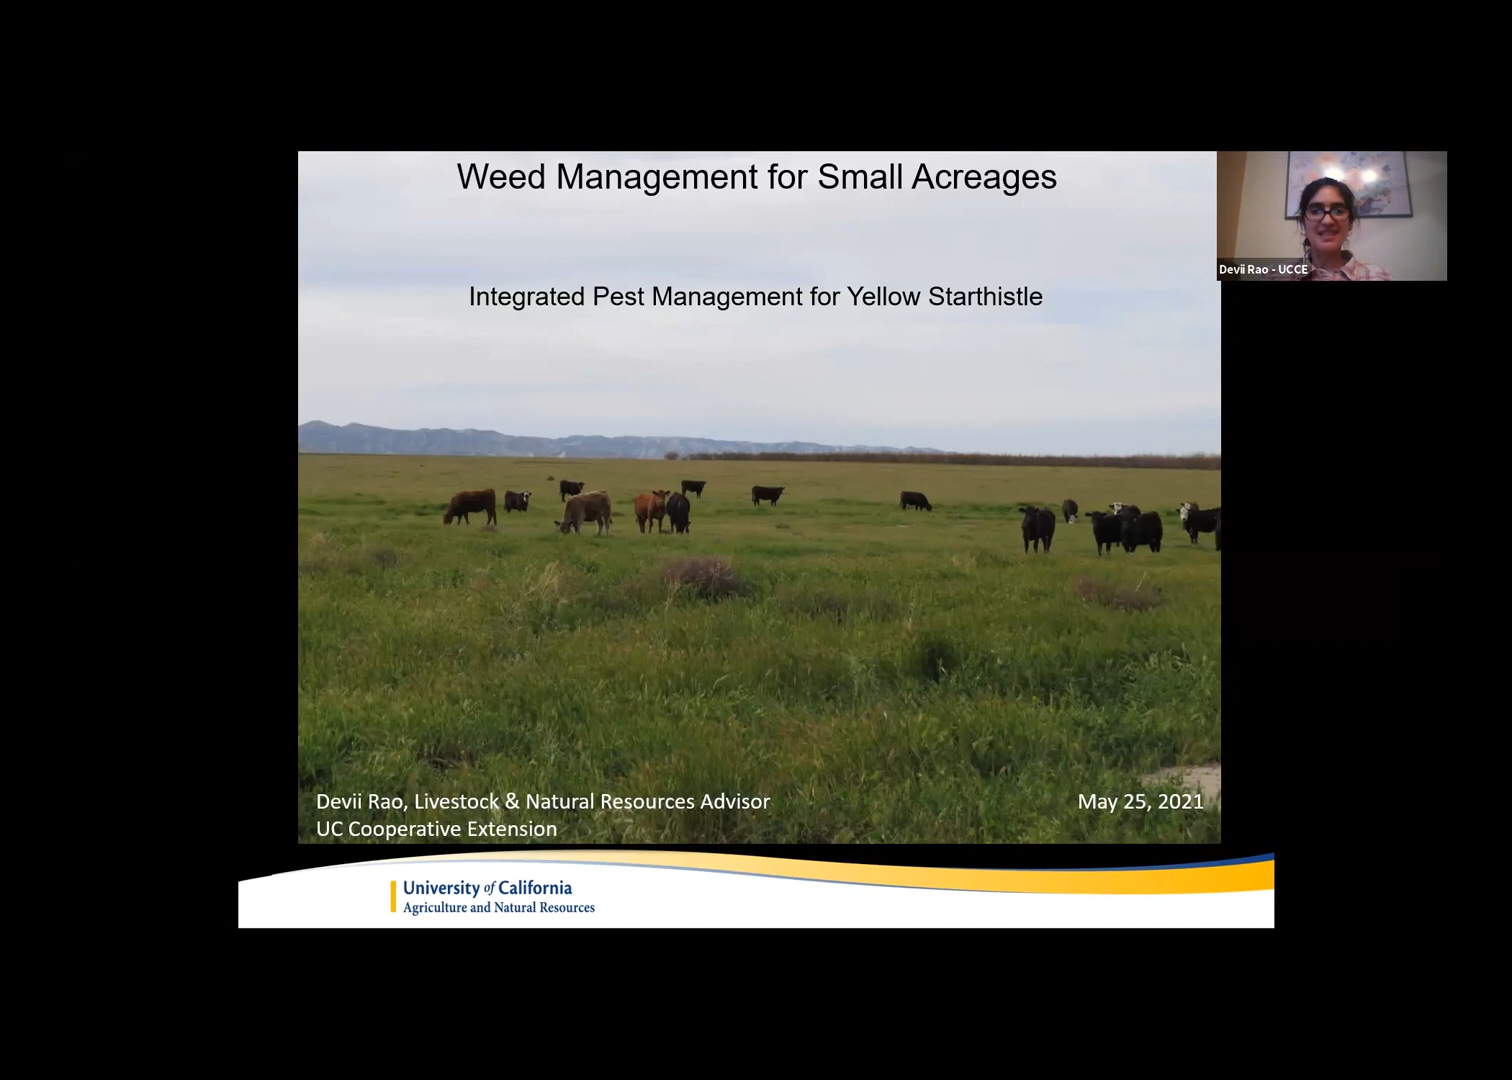 Weed Management for Small Acreages
Devii Rao - UCCE
Integrated Pest Management for Yellow Starthistle
Devii Rao, Livestock & Natural Resources Advisor
May 25, 2021
UC Cooperative Extension
University of California
Agriculture and Natural Resources